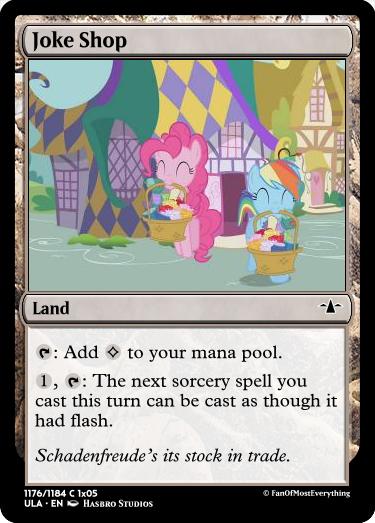 Joke Shop
Land
: Add to your mana pool.
1, : The next sorcery spell you
cast this turn can be cast as though it
had flash.
Schadenfreude's its stock in trade.
1176/1184 C 1x05
ULA · EN HASBRO STUDIOS
© FanOfMostEverything